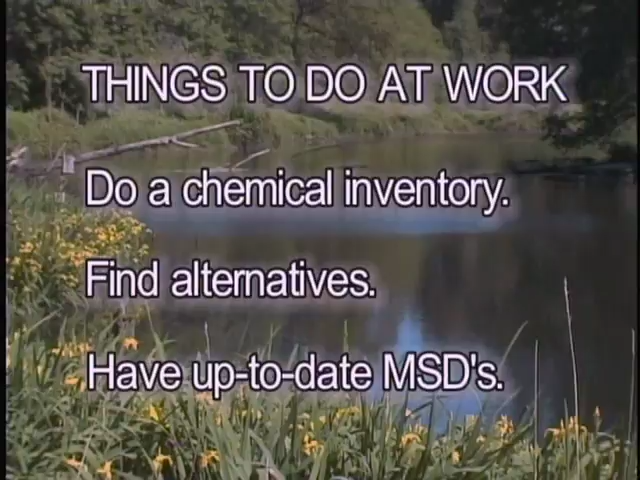 THINGS TO DO AT WORK
Do a chemical inventory.
Find alternatives.
Have up-to-date MSD's.